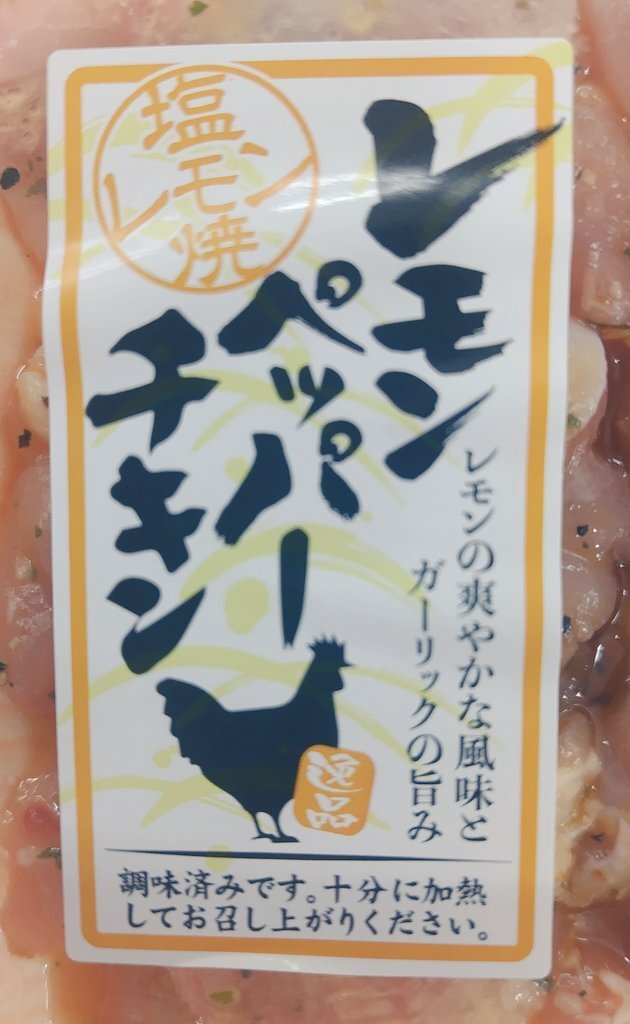 塩
レモン
焼
レモン
ペッパー
チキン
レモンの爽やかな風味と
ガーリックの旨み
逸品
調味済みです。十分に加熱
してお召し上がりください。